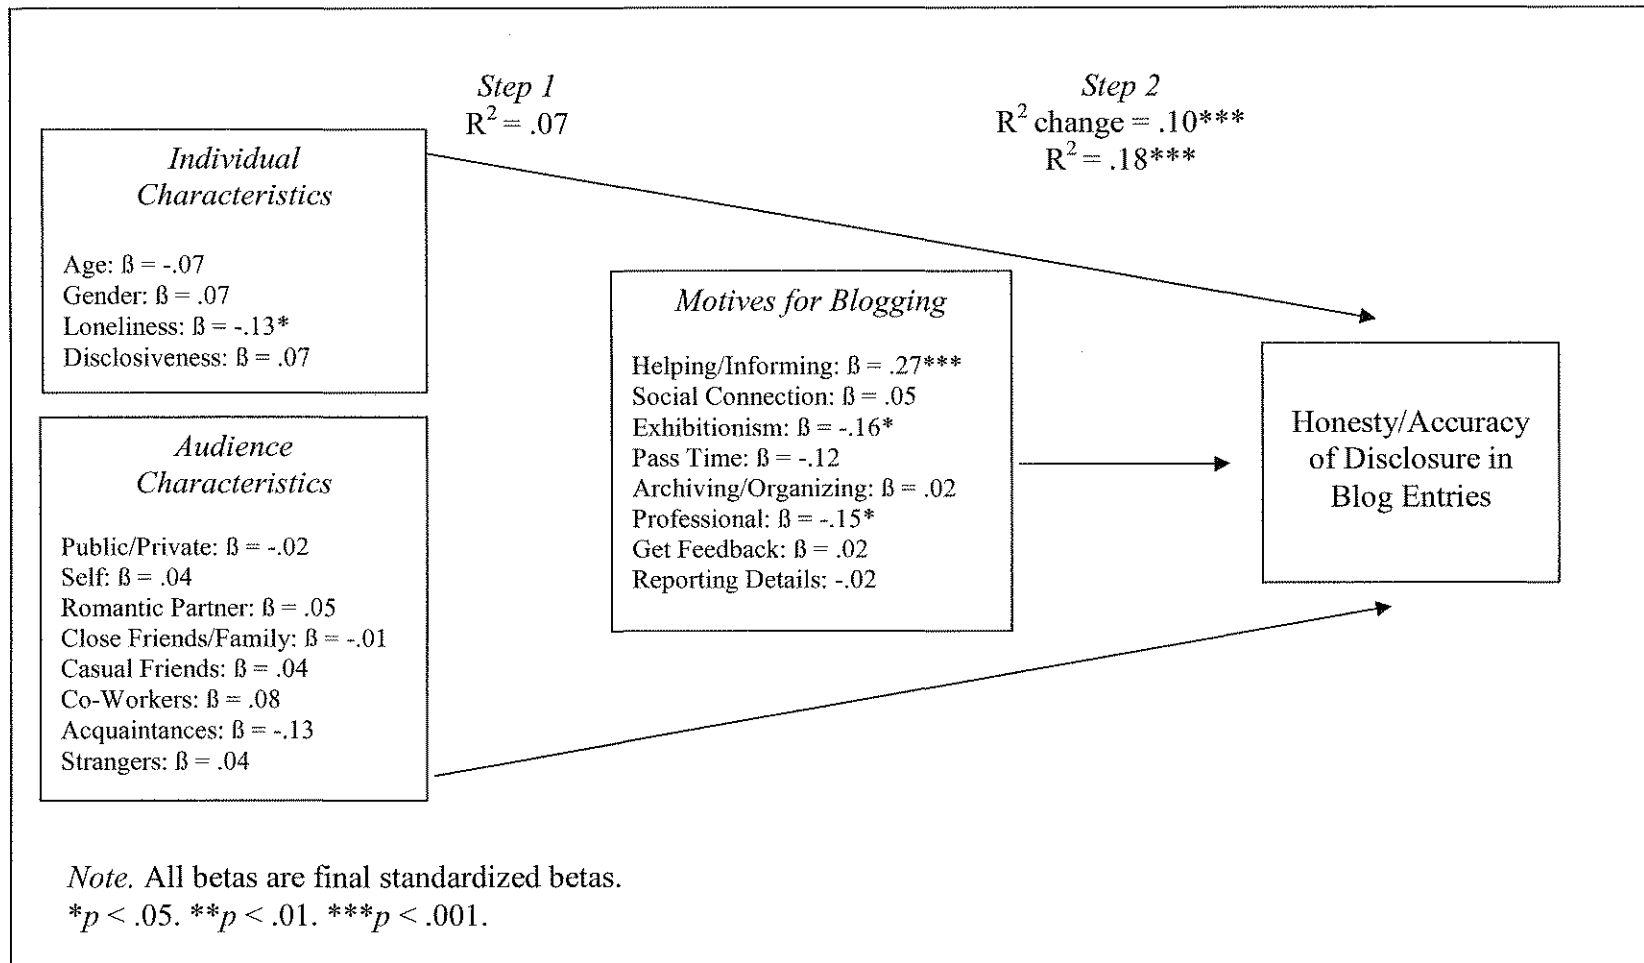 Step 1
R² = .07
Step 2
R² change = .10***
R² = .18***
Individual
Characteristics
Age: ß = -.07
Gender: ß = .07
Loneliness: ß = -.13*
Disclosiveness: ß = .07
Audience
Characteristics
Public/Private: ß = -.02
Self: ß = .04
Romantic Partner: ß = .05
Close Friends/Family: ß = -.01
Casual Friends: ß = .04
Co-Workers: ß = .08
Acquaintances: ß = -.13
Strangers: ß = .04
Motives for Blogging
Helping/Informing: ß = .27***
Social Connection: ß = .05
Exhibitionism: ß = -.16*
Pass Time: ß = -.12
Archiving/Organizing: ß = .02
Professional: ß = -.15*
Get Feedback: ß = .02
Reporting Details: -.02
Honesty/Accuracy
of Disclosure in
Blog Entries
Note. All betas are final standardized betas.
*p < .05. **p < .01. ***p < .001.